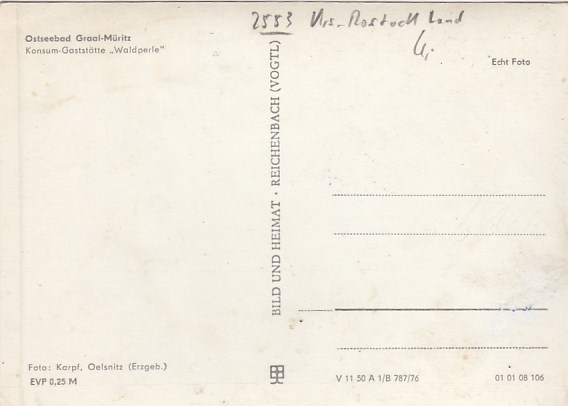 2553 Krs. Rostock Land
Ostseebad Graal-Müritz
Konsum-Gaststätte „Waldperle"
Echt Foto
BILD UND HEIMAT · REICHENBACH (VOGTL)
Foto: Karpf, Oelsnitz (Erzgeb.)
EVP 0,25 M
V 11 50 A 1/B 787/76
01 01 08 106